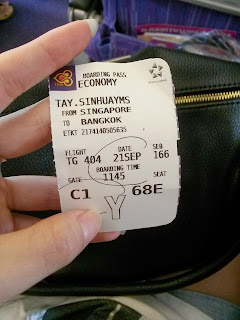 BOARDING PASS
ECONOMY
TAY.SINHUAYMS
FROM SINGAPORE
TO BANGKOK
ETKT 2174140505635
FLIGHT DATE SEQ
TG 404 21SEP 166
BOARDING TIME
GATE 1145 SEAT
C1 68E
Y